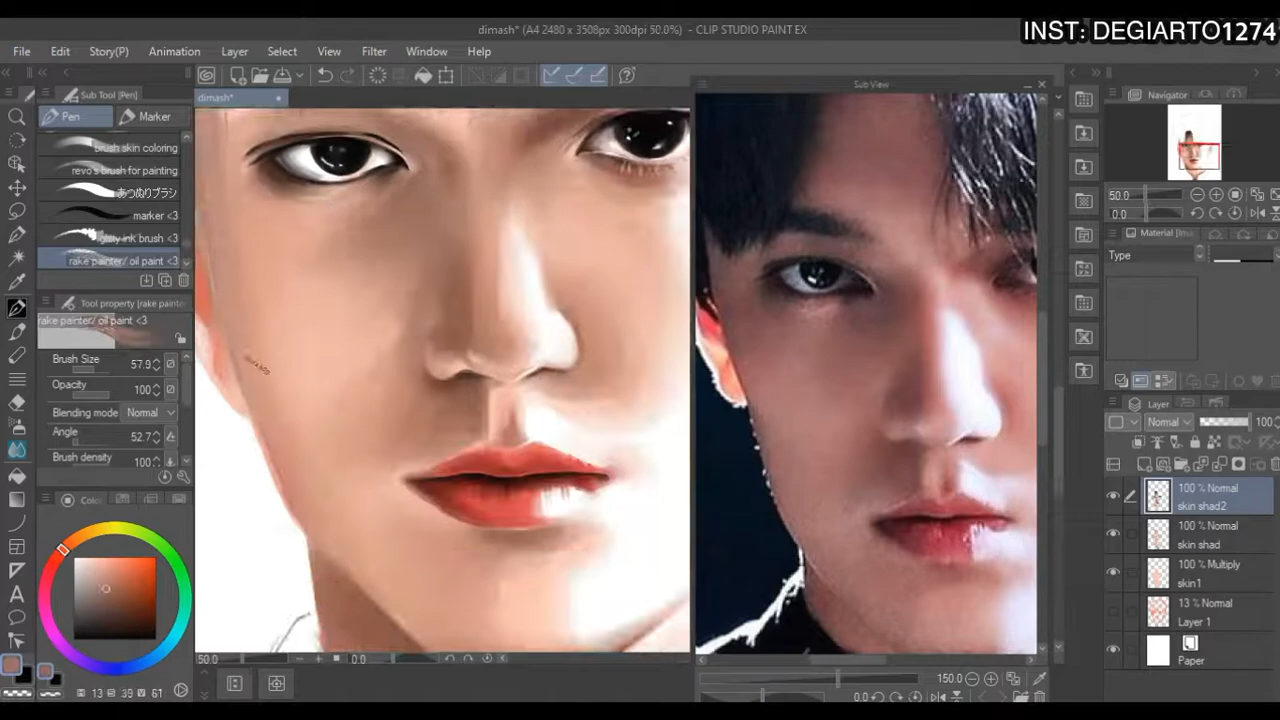 dimash* (A4 2480 x 3508px 300dpi 50.0%) - CLIP STUDIO PAINT EX
INST: DEGIARTO1274
File Edit Story(P) Animation Layer Select View Filter Window Help
Sub Tool [Pen]
dimash*
Sub View
Navigator
Pen
Marker
brush skin coloring
revo's brush for painting
あつぬりブラシ
marker <3
ink brush <3
rake painter/ oil paint <3
50.0
0.0
Material [Ima
Type
Tool property [rake painte
rake painter/ oil paint <3
Brush Size 57.9
Opacity 100
Blending mode Normal
Angle 52.7
Brush density 100
Layer
Normal 100
100 % Normal
skin shad2
100 % Normal
skin shad
100 % Multiply
skin1
13 % Normal
Layer 1
Paper
Colo
H 13 S 39 V 61
50.0 0.0
150.0
0.0